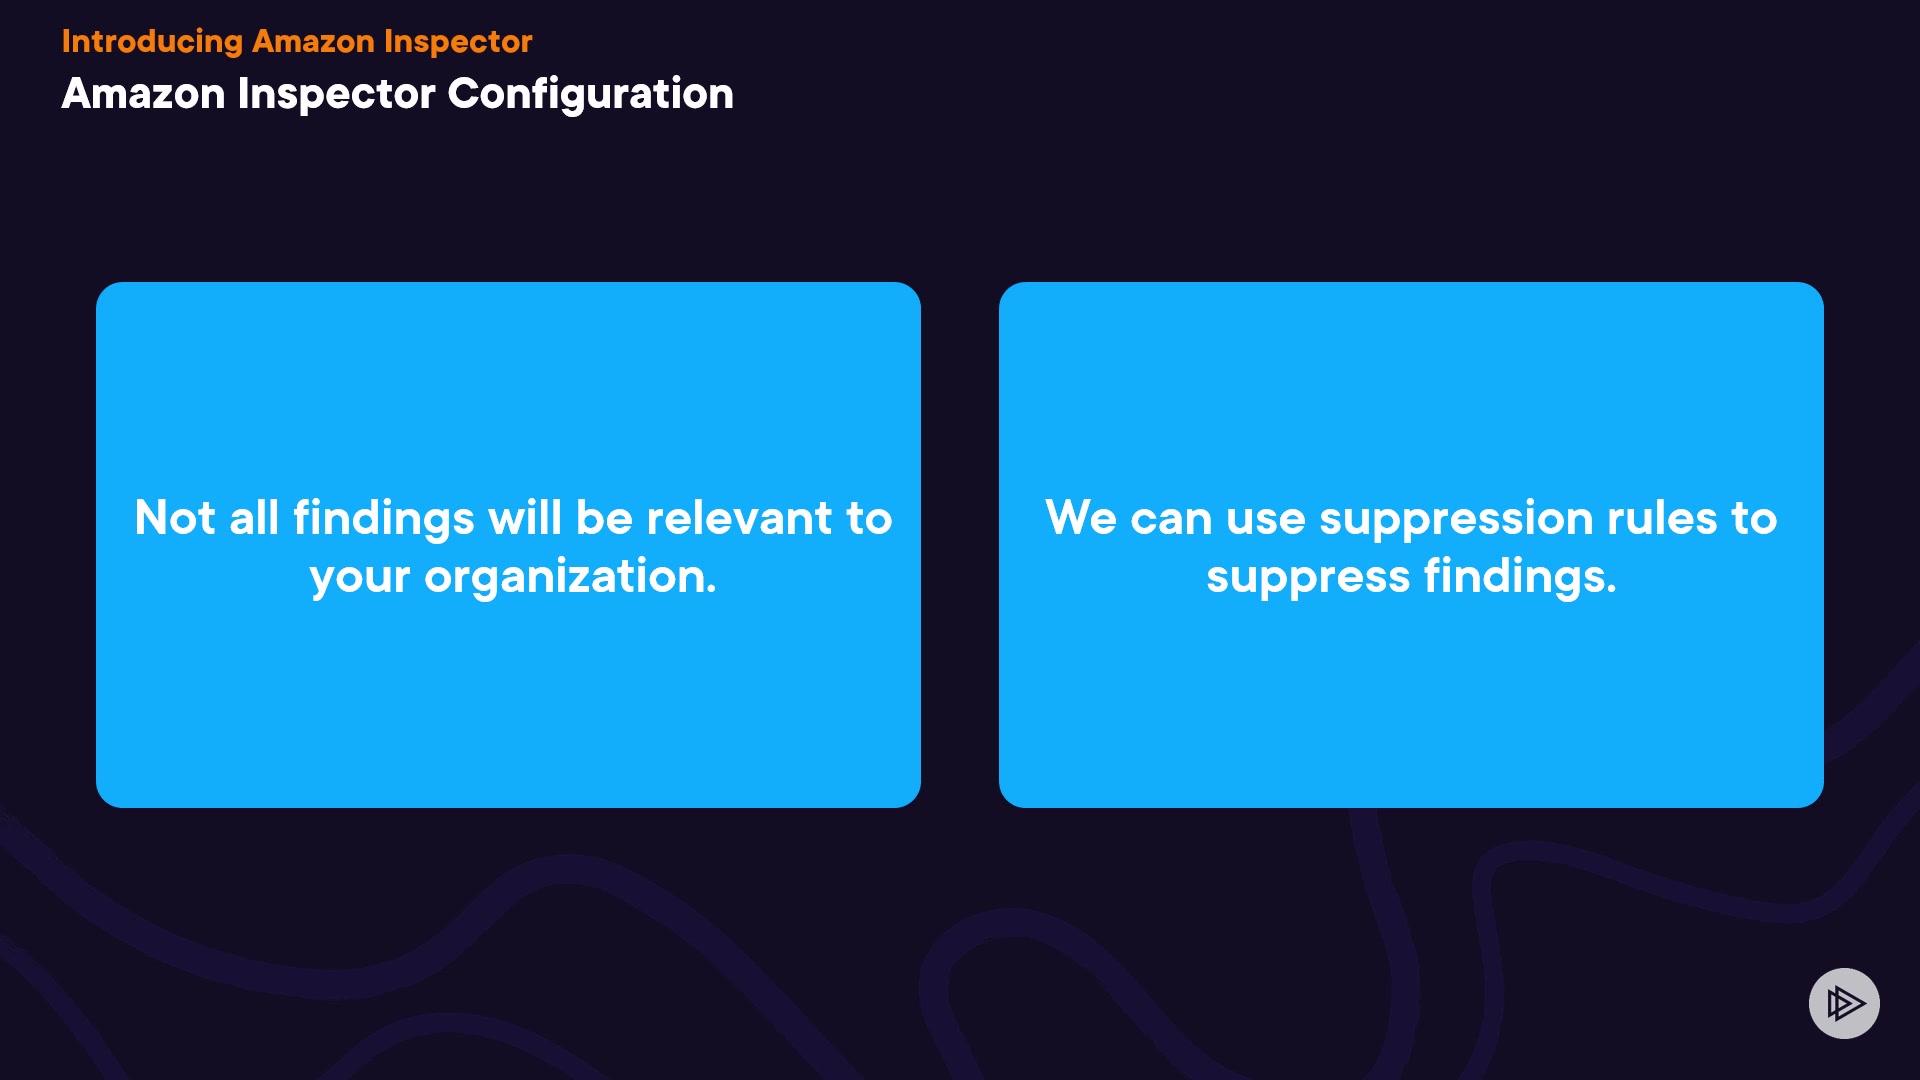 Introducing Amazon Inspector
Amazon Inspector Configuration
Not all findings will be relevant to
your organization.
We can use suppression rules to
suppress findings.